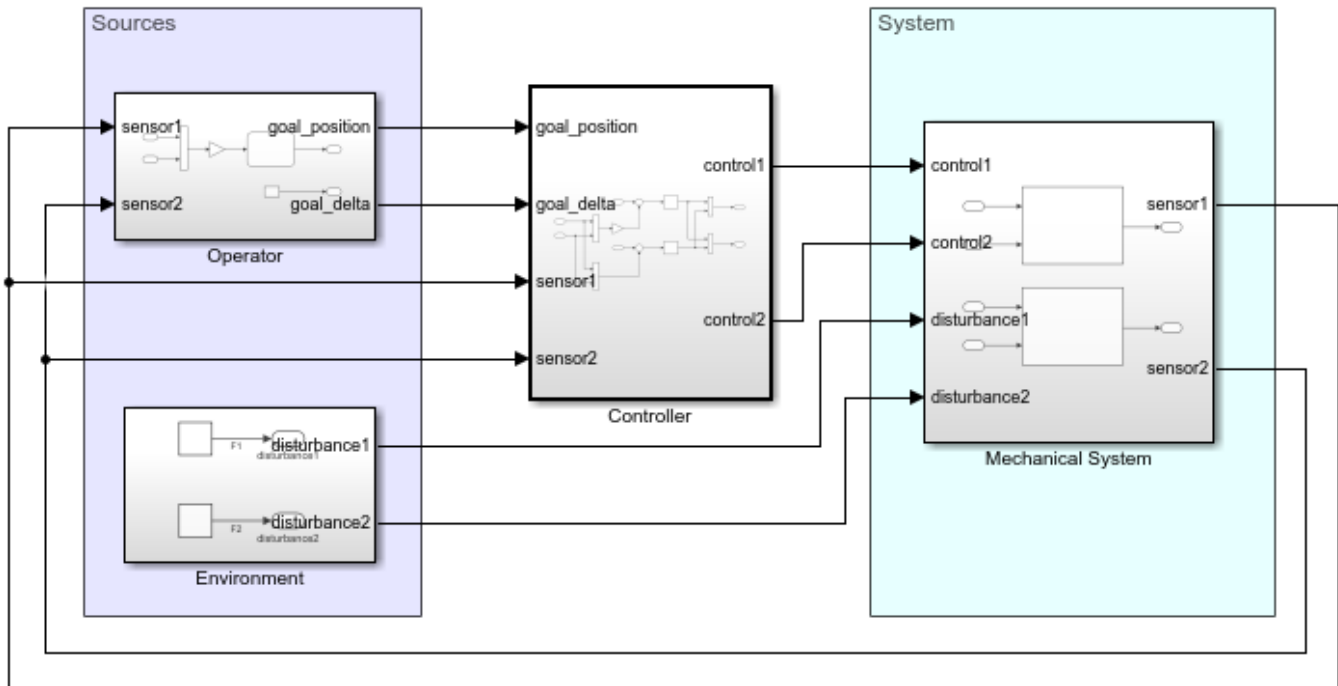 Sources
sensor1
goal_position
sensor2
goal_delta
Operator
F1
disturbance1
disturbance1
F2
disturbance2
disturbance2
Environment
goal_position
control1
goal_delta
sensor1
control2
sensor2
Controller
System
control1
sensor1
control2
disturbance1
sensor2
disturbance2
Mechanical System